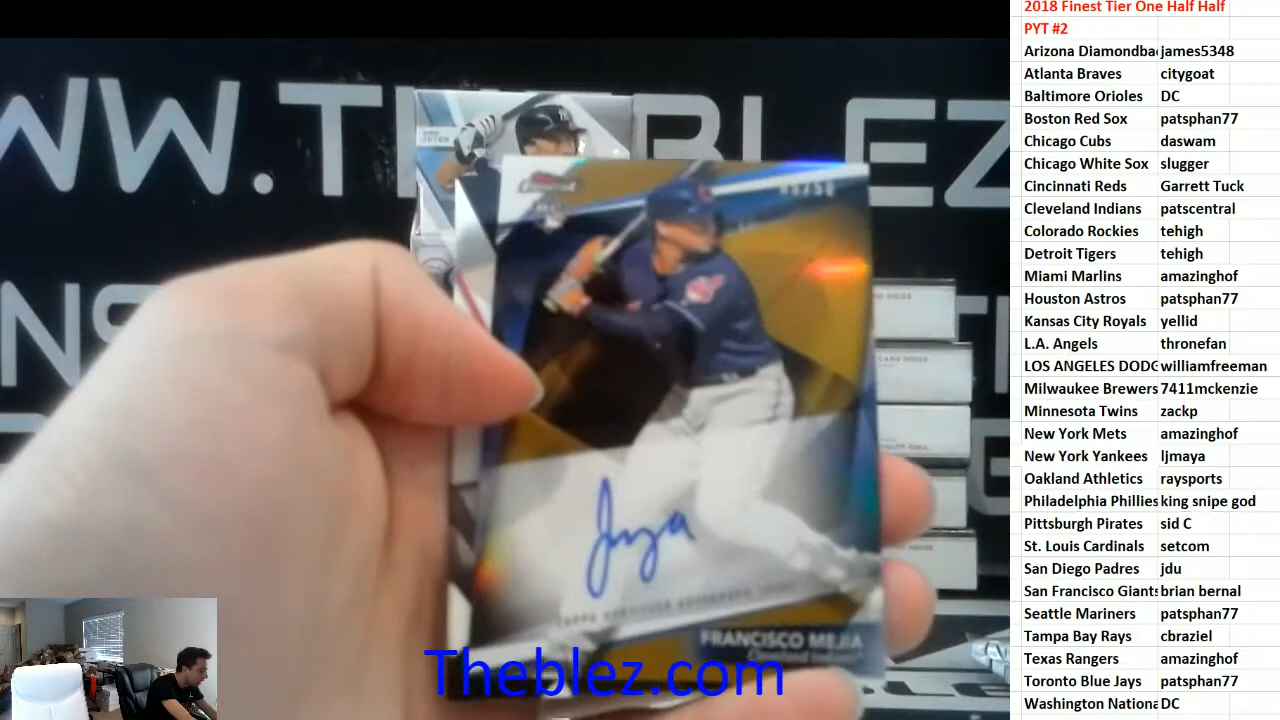 2018 Finest Tier One Half Half
PYT #2
Arizona Diamondba james5348
Atlanta Braves citygoat
Baltimore Orioles DC
Boston Red Sox patsphan77
Chicago Cubs daswam
Chicago White Sox slugger
Cincinnati Reds Garrett Tuck
Cleveland Indians patscentral
Colorado Rockies tehigh
Detroit Tigers tehigh
Miami Marlins amazinghof
Houston Astros patsphan77
Kansas City Royals yellid
L.A. Angels thronefan
LOS ANGELES DODG williamfreeman
Milwaukee Brewers 7411mckenzie
Minnesota Twins zackp
New York Mets amazinghof
New York Yankees ljmaya
Oakland Athletics raysports
Philadelphia Phillies king snipe god
Pittsburgh Pirates sid C
St. Louis Cardinals setcom
San Diego Padres jdu
San Francisco Giants brian bernal
Seattle Mariners patsphan77
Tampa Bay Rays cbraziel
Texas Rangers amazinghof
Toronto Blue Jays patsphan77
Washington Nationa DC
WW.T BLEZ
JETER
FRANCISCO MEJIA
Theblez.com